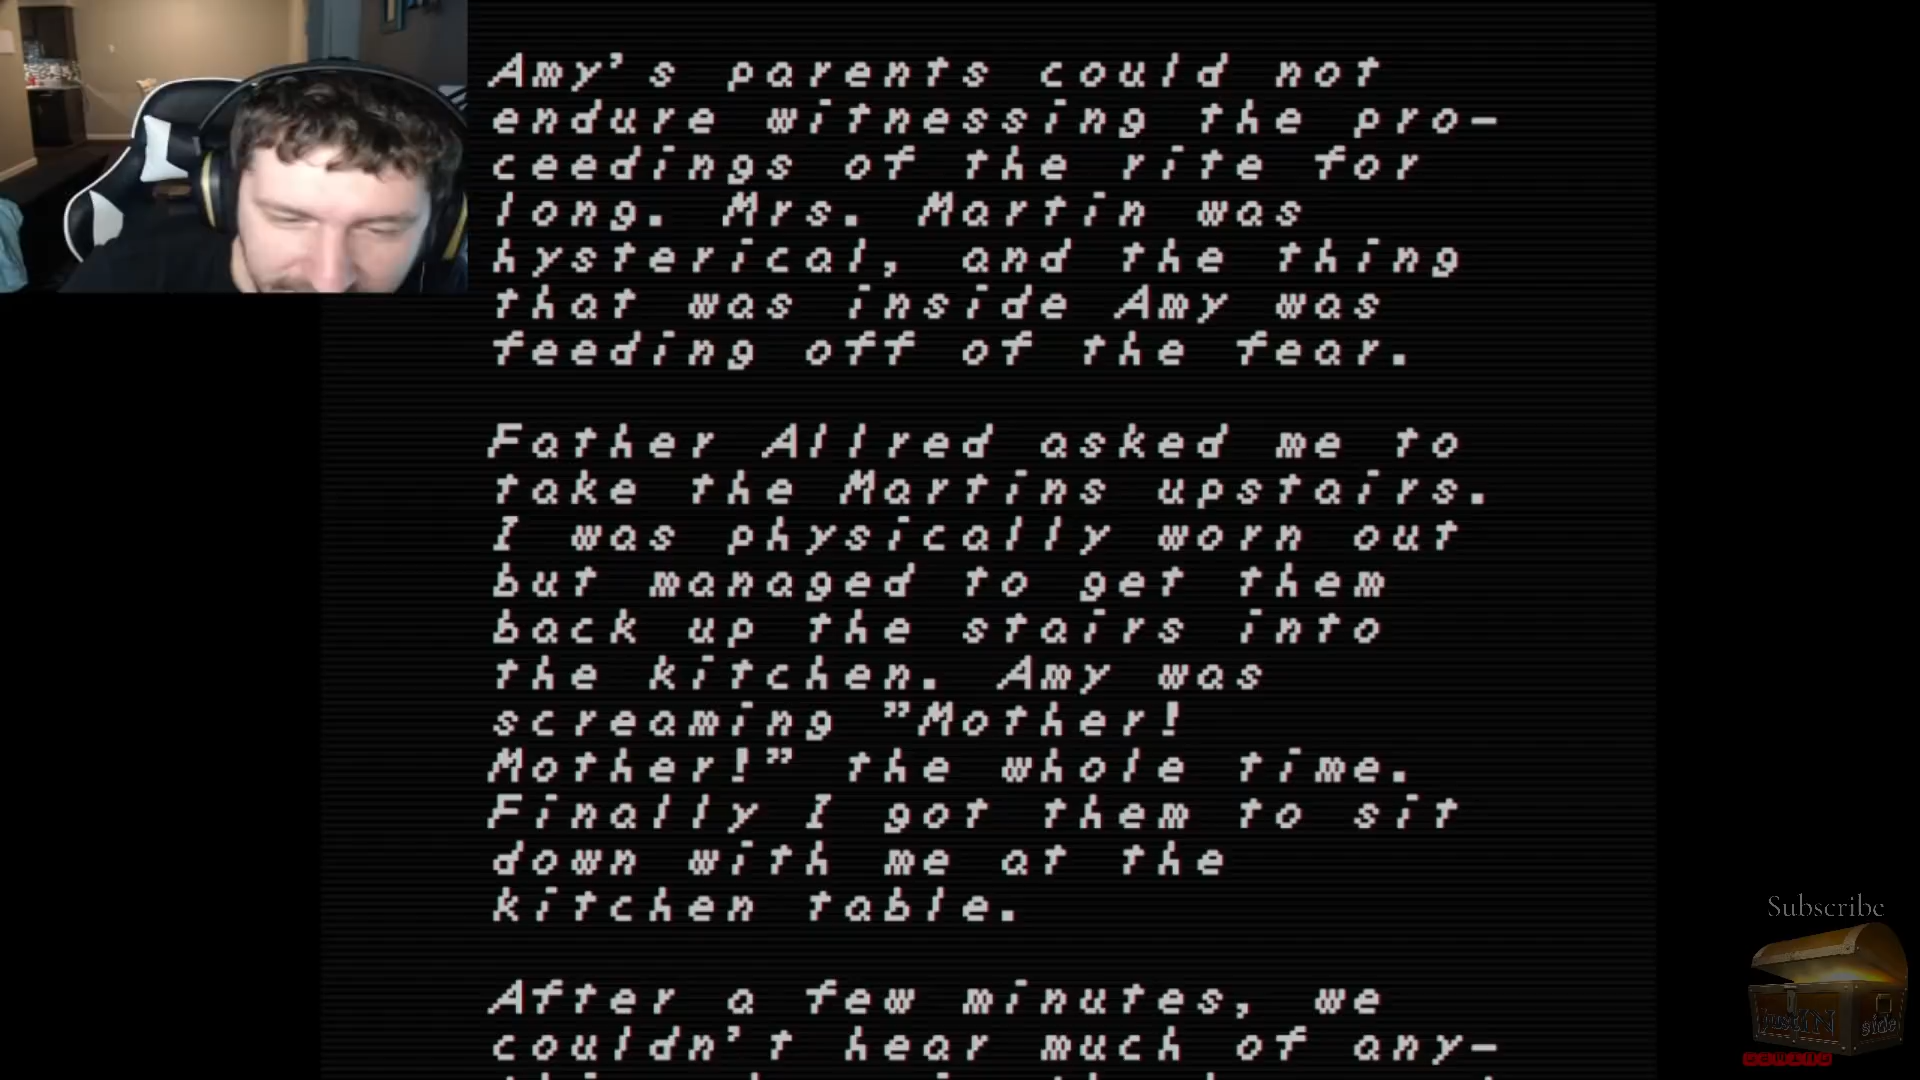 Amy's parents could not
endure witnessing the pro-
ceedings of the rite for
long. Mrs. Martin was
hysterical, and the thing
that was inside Amy was
feeding off of the fear.
Father Allred asked me to
take the Martins upstairs.
I was physically worn out
but managed to get them
back up the stairs into
the kitchen. Amy was
screaming "Mother!
Mother!" the whole time.
Finally I got them to sit
down with me at the
kitchen table.
After a few minutes, we
couldn't hear much of any-
Subscribe
JustIN
side
GAMING